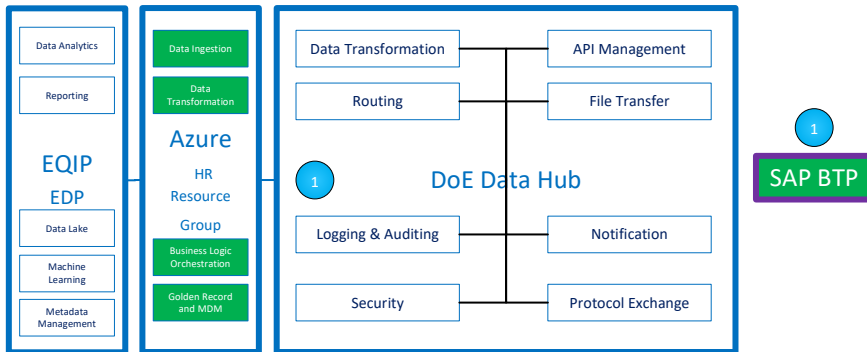 Data Analytics
Reporting
EQIP
EDP
Data Lake
Machine
Learning
Metadata
Management
Data Ingestion
Data
Transformation
Azure
HR
Resource
Group
Business Logic
Orchestration
Golden Record
and MDM
Data Transformation
API Management
Routing
File Transfer
1
DoE Data Hub
Logging & Auditing
Notification
Security
Protocol Exchange
1
SAP BTP